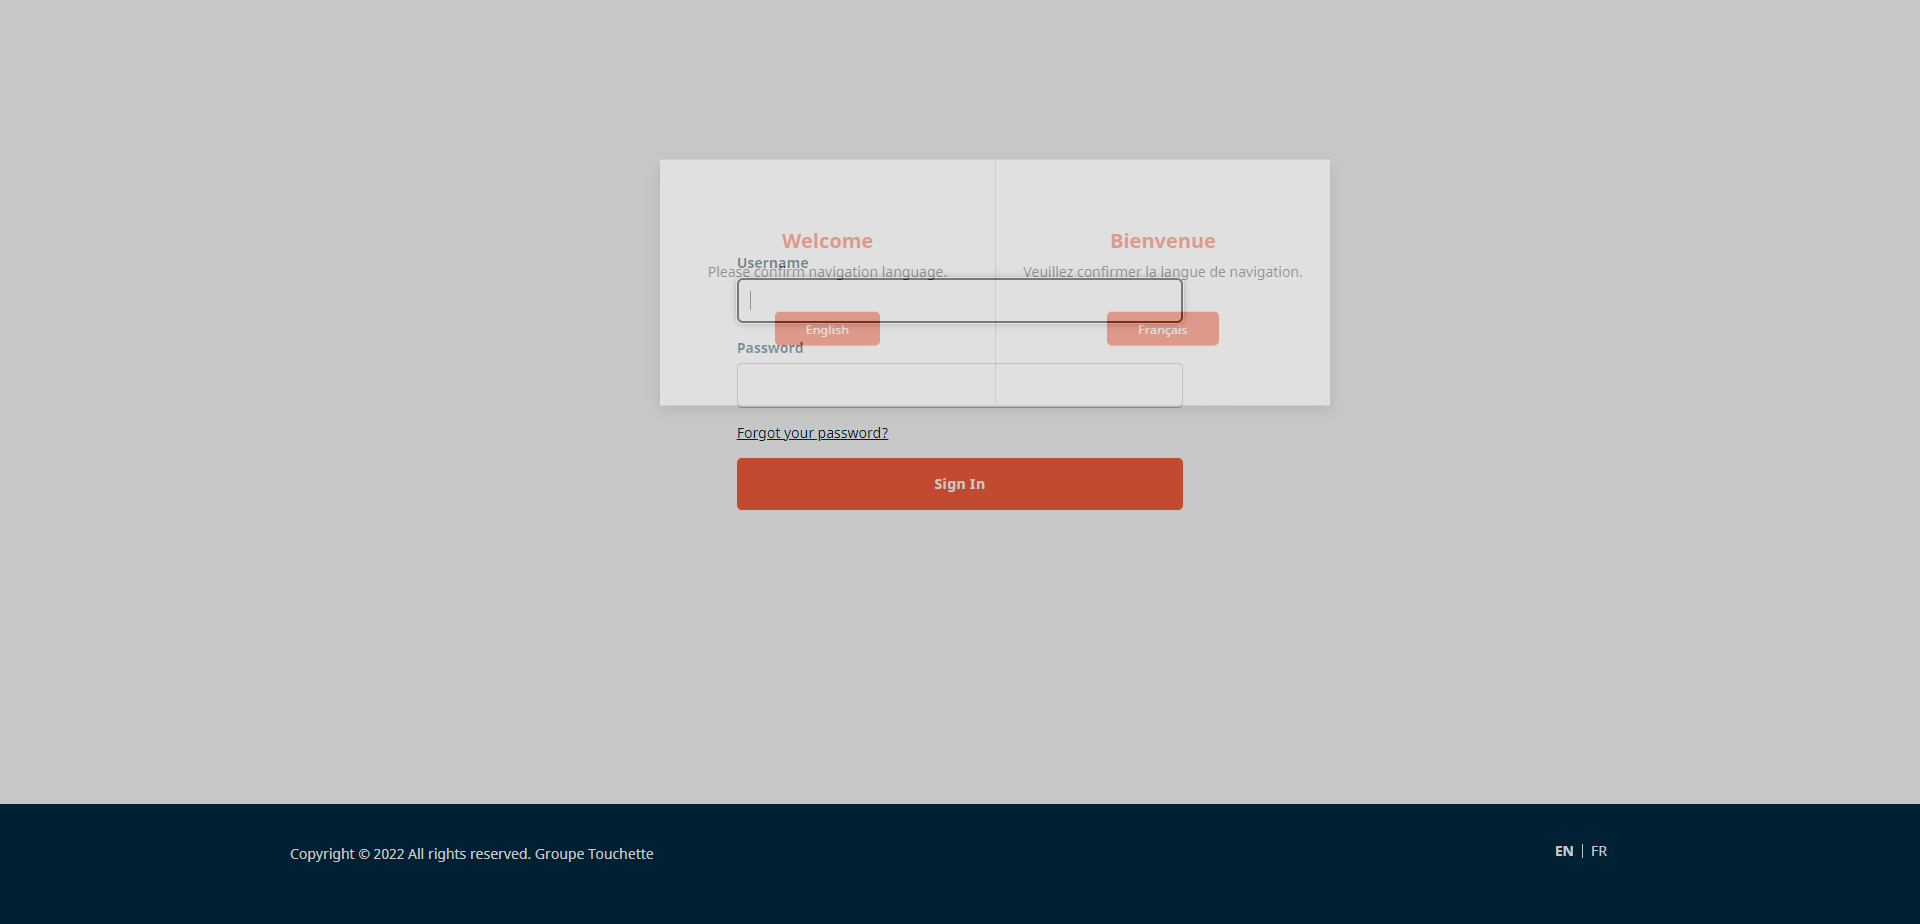 Welcome
Please confirm navigation language.
English
Bienvenue
Veuillez confirmer la langue de navigation.
Français
Username
Password
Forgot your password?
Sign In
Copyright © 2022 All rights reserved. Groupe Touchette
EN | FR